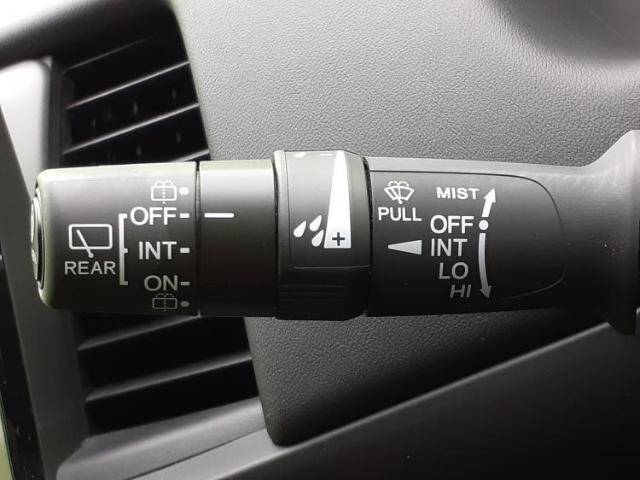 REAR
OFF
INT
ON
PULL
MIST
OFF
INT
LO
HI